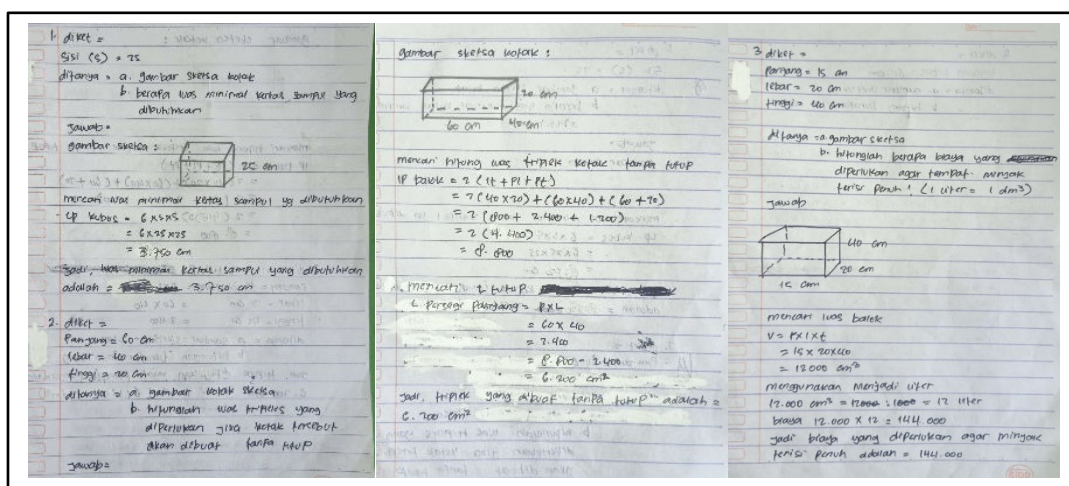 1. diket =
sisi (s) = 25
ditanya = a. gambar sketsa kotak
b. berapa luas minimal kertas sampul yang
dibutuhkan
Jawab =
gambar sketsa :
25 cm
mencari luas minimal kertas sampul yg dibutuhkan
Lp kubus = 6xsxs
= 6x25x25
= 3.750 cm
Jadi, luas minimal kertas sampul yang dibutuhkan
adalah = 3.750 cm
2. diket =
Panjang = 60 cm
lebar = 40 cm
tinggi = 20 cm
ditanya = a. gambar kotak sketsa
b. hitunglah luas tripleks yang
diperlukan jika kotak tersebut
akan dibuat tanpa tutup
Jawab =
gambar sketsa kotak :
20 cm
60 cm 40 cm
mencari hitung luas triplek kotak tanpa tutup
lp balok = 2 (lt + pl + pt)
= 2 (40 x 20) + (60 x 40) + (60 + 20)
= 2 (800 + 2.400 + 1.200)
= 2 (4.400)
= 8.800
mencari L tutup
L persegi panjang = P x L
= 60 x 40
= 2.400
= 8.800 - 2.400
= 6.200 cm²
Jadi, triplek yang dibuat tanpa tutup adalah =
6.200 cm²
3 diket =
Panjang = 15 cm
lebar = 20 cm
tinggi = 40 cm
ditanya = a gambar sketsa
b. hitunglah berapa biaya yang
diperlukan agar tempat minyak
terisi penuh ! (1 liter = 1 dm³)
Jawab
40 cm
20 cm
15 cm
mencari luas balok
V = P x l x t
= 15 x 20 x 40
= 12000 cm³
menggunakan menjadi liter
12.000 cm³ = 12000 : 1000 = 12 liter
biaya 12.000 x 12 = 144.000
Jadi biaya yang diperlukan agar minyak
terisi penuh adalah = 144.000